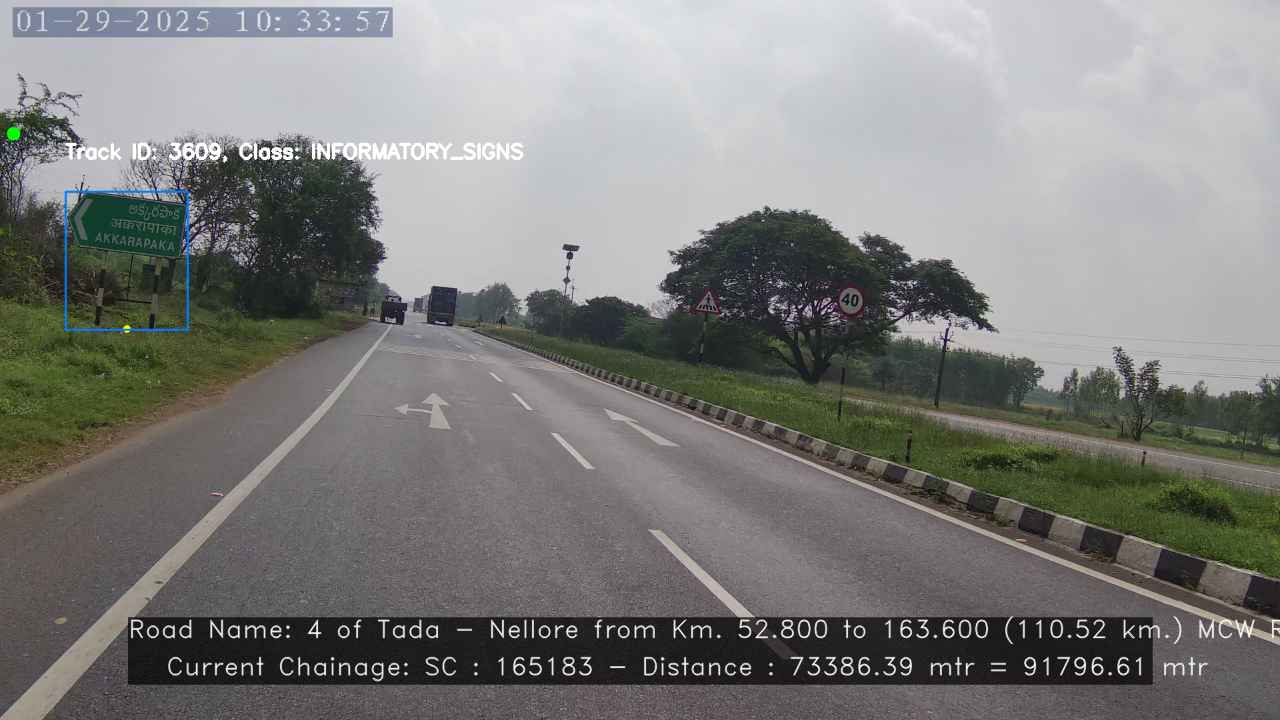 01-29-2025 10:33:57
Track ID: 3609, Class: INFORMATORY_SIGNS
అక్కరపాక
अक्करापाका
AKKARAPAKA
40
Road Name: 4 of Tada - Nellore from Km. 52.800 to 163.600 (110.52 km.) MCW
Current Chainage: SC : 165183 - Distance : 73386.39 mtr = 91796.61 mtr